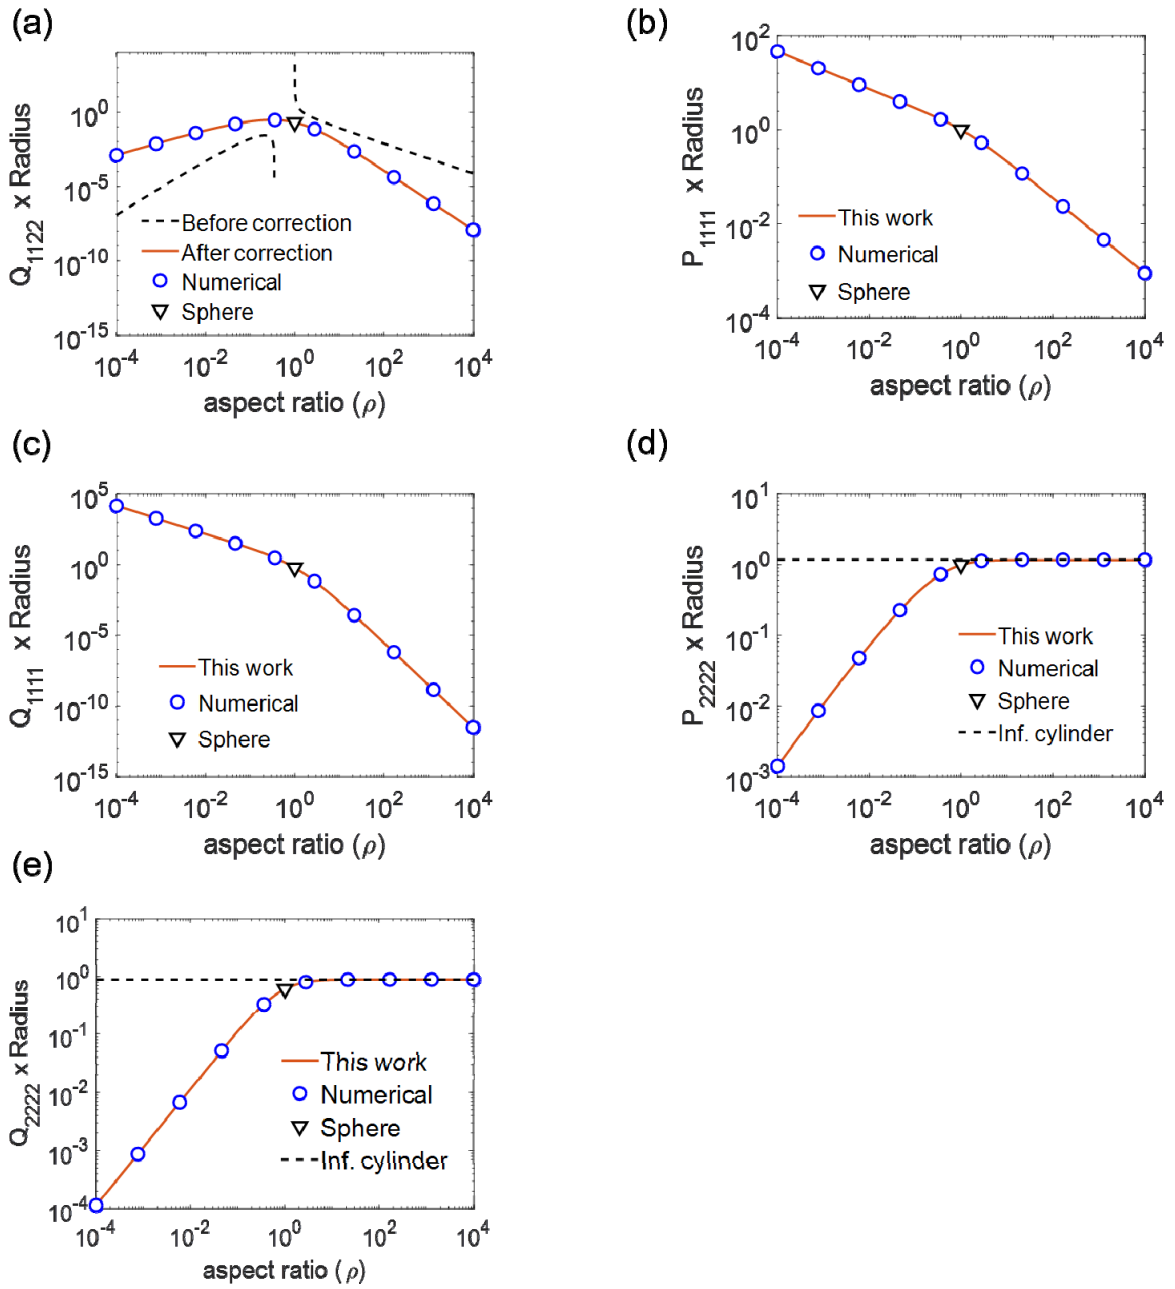 (a)
10^0
10^-5
10^-10
10^-15
Q_1122 x Radius
Before correction
After correction
Numerical
Sphere
10^-4 10^-2 10^0 10^2 10^4
aspect ratio (ρ)
(b)
10^2
10^0
10^-2
10^-4
P_1111 x Radius
This work
Numerical
Sphere
10^-4 10^-2 10^0 10^2 10^4
aspect ratio (ρ)
(c)
10^5
10^0
10^-5
10^-10
10^-15
Q_1111 x Radius
This work
Numerical
Sphere
10^-4 10^-2 10^0 10^2 10^4
aspect ratio (ρ)
(d)
10^1
10^0
10^-1
10^-2
10^-3
P_2222 x Radius
This work
Numerical
Sphere
Inf. cylinder
10^-4 10^-2 10^0 10^2 10^4
aspect ratio (ρ)
(e)
10^1
10^0
10^-1
10^-2
10^-3
10^-4
Q_2222 x Radius
This work
Numerical
Sphere
Inf. cylinder
10^-4 10^-2 10^0 10^2 10^4
aspect ratio (ρ)